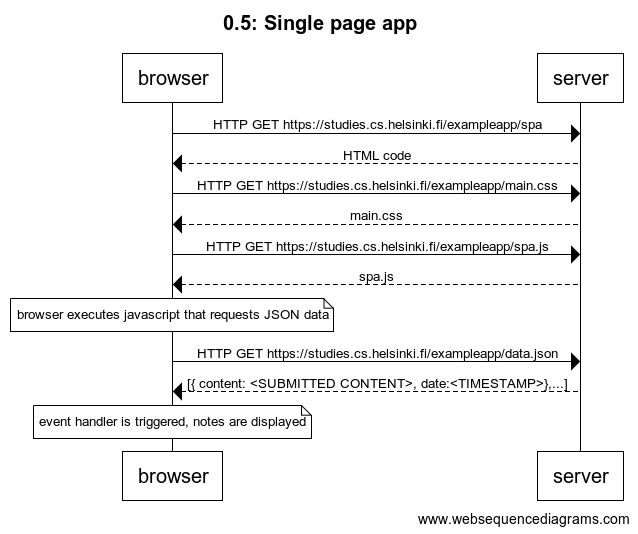 0.5: Single page app
browser
server
HTTP GET https://studies.cs.helsinki.fi/exampleapp/spa
HTML code
HTTP GET https://studies.cs.helsinki.fi/exampleapp/main.css
main.css
HTTP GET https://studies.cs.helsinki.fi/exampleapp/spa.js
spa.js
browser executes javascript that requests JSON data
HTTP GET https://studies.cs.helsinki.fi/exampleapp/data.json
[{ content: <SUBMITTED CONTENT>, date:<TIMESTAMP>},...]
event handler is triggered, notes are displayed
browser
server
www.websequencediagrams.com